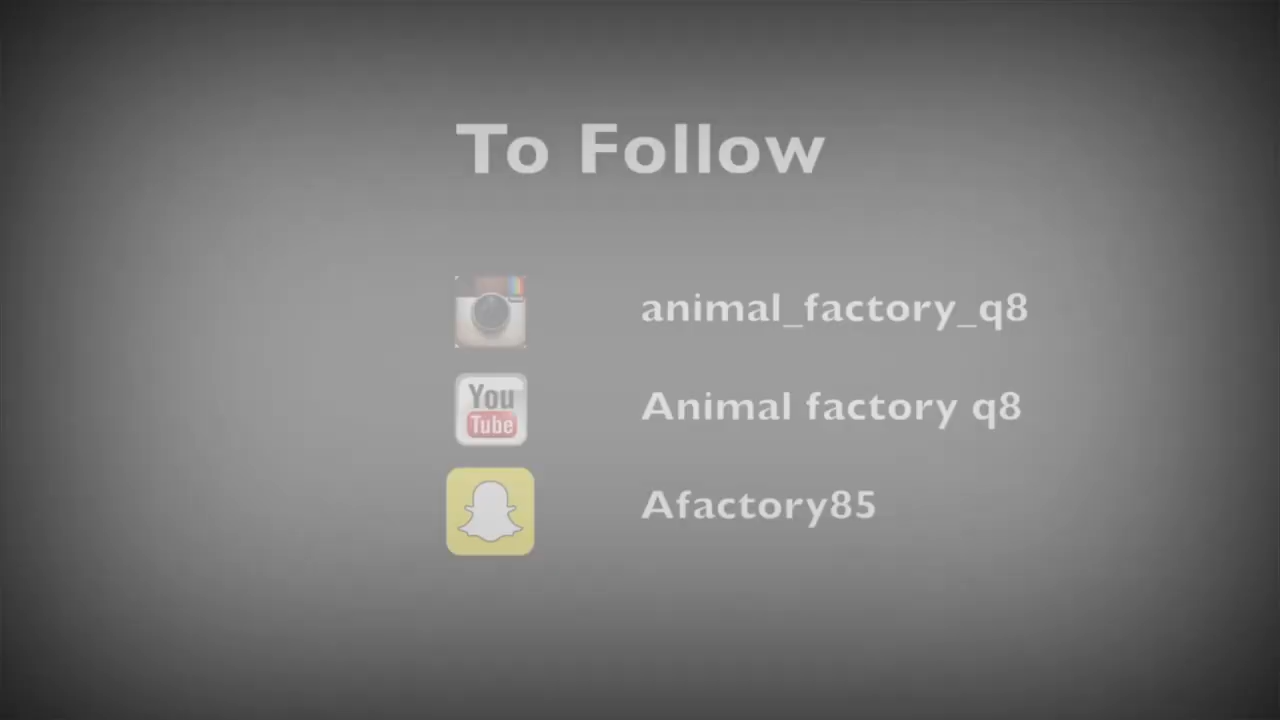 To Follow
animal_factory_q8
You
Tube
Animal factory q8
Afactory85